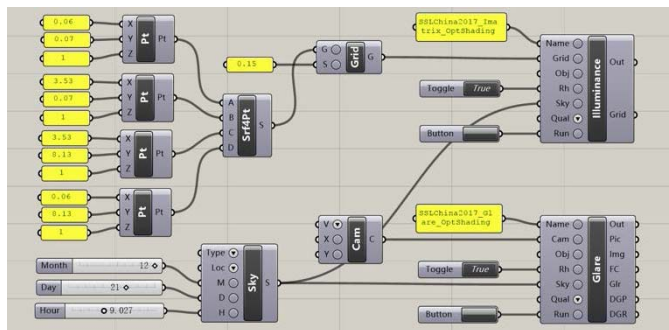 0.06
0.07
1
X
Y
Z
Pt
Pt
3.53
0.07
1
X
Y
Z
Pt
Pt
3.53
0.13
1
X
Y
Z
Pt
Pt
0.06
0.13
1
X
Y
Z
Pt
Pt
A
B
C
D
Srf4Pt
S
0.15
G
S
Grid
G
SSLChina2017_Ima
trix_OptShading
Name
Grid
Obj
Rh
Sky
Qual
Run
Illuminance
Out
Grid
Toggle True
Button
Month 12
Day 21
Hour 9.027
Type
Loc
M
D
H
Sky
S
V
X
Y
Cam
C
SSLChina2017_Gl
are_OptShading
Name
Cam
Obj
Rh
Sky
Qual
Run
Glare
Out
Pic
Img
FC
Glr
DGP
DGR
Toggle True
Button